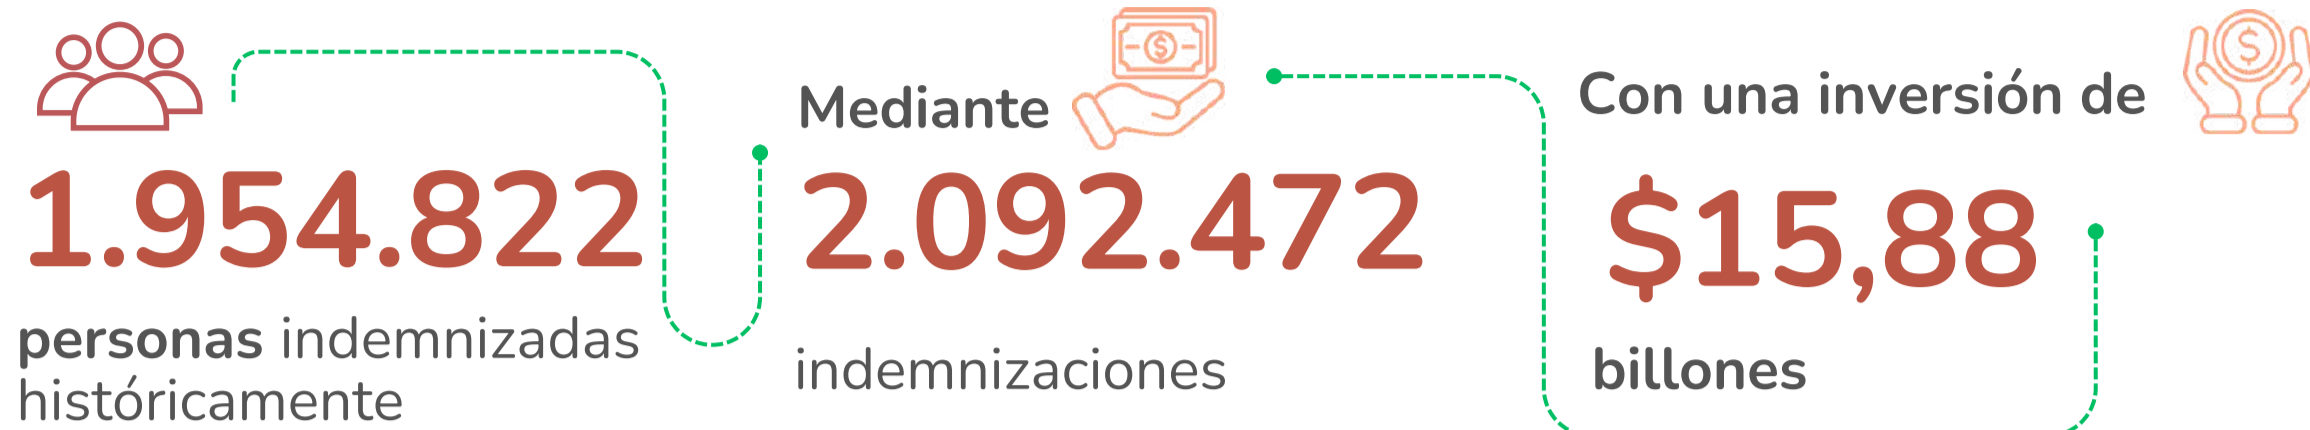 1.954.822
personas indemnizadas
históricamente
Mediante
2.092.472
indemnizaciones
Con una inversión de
$15,88
billones